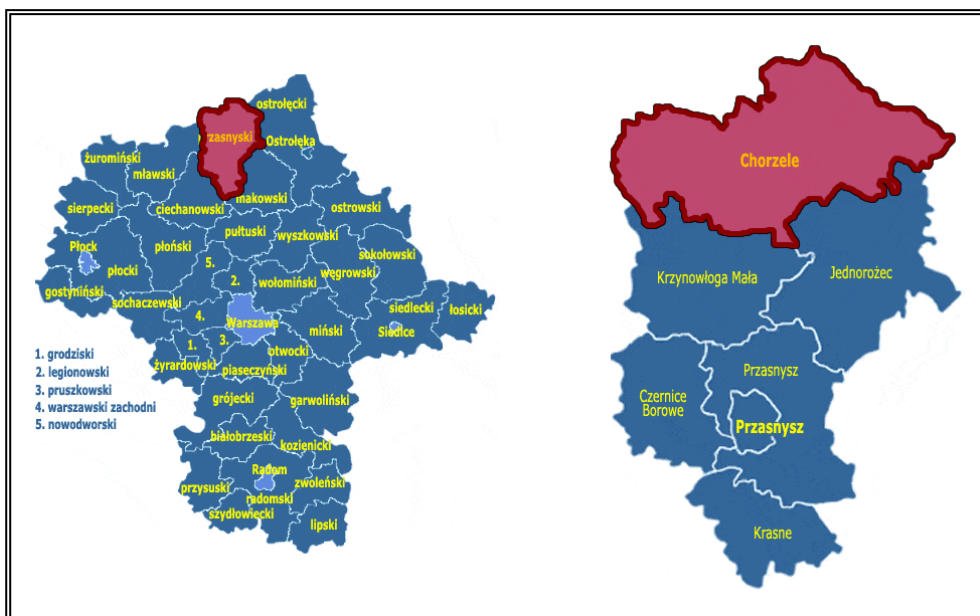 ostrołęcki
rzasnyski
Ostrołęka
żuromiński
mławski
makowski
sierpecki
ciechanowski
ostrowski
pułtuski
wyszkowski
Płock
płoński
sokołowski
płocki
5.
węgrowski
gostyniński
2.
wołomiński
sochaczewski
siedlecki
łosicki
4.
Warszawa
miński
Siedlce
1.
3.
otwocki
żyrardowski
piaseczyński
1. grodziski
2. legionowski
3. pruszkowski
4. warszawski zachodni
5. nowodworski
grójecki
garwoliński
białobrzeski
kozienicki
Radom
przysuski
zwoleński
radomski
szydłowiecki
lipski
Chorzele
Krzynowłoga Mała
Jednorożec
Przasnysz
Czernice
Borowe
Przasnysz
Krasne